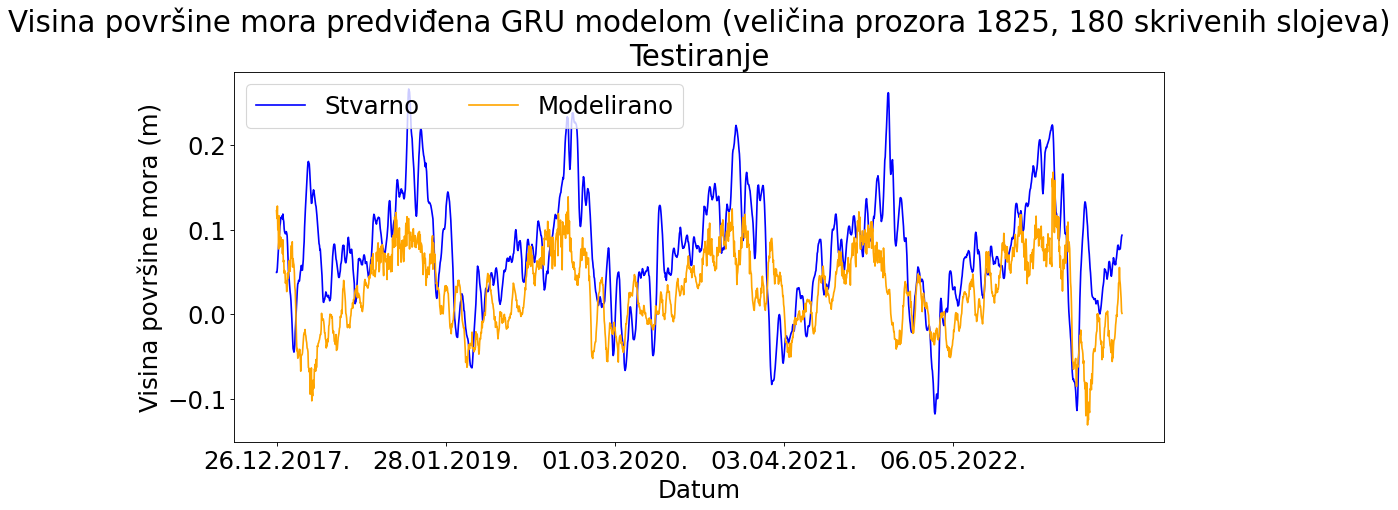 Visina površine mora predviđena GRU modelom (veličina prozora 1825, 180 skrivenih slojeva)
Testiranje
Stvarno Modelirano
Visina površine mora (m)
0.2
0.1
0.0
−0.1
26.12.2017. 28.01.2019. 01.03.2020. 03.04.2021. 06.05.2022.
Datum